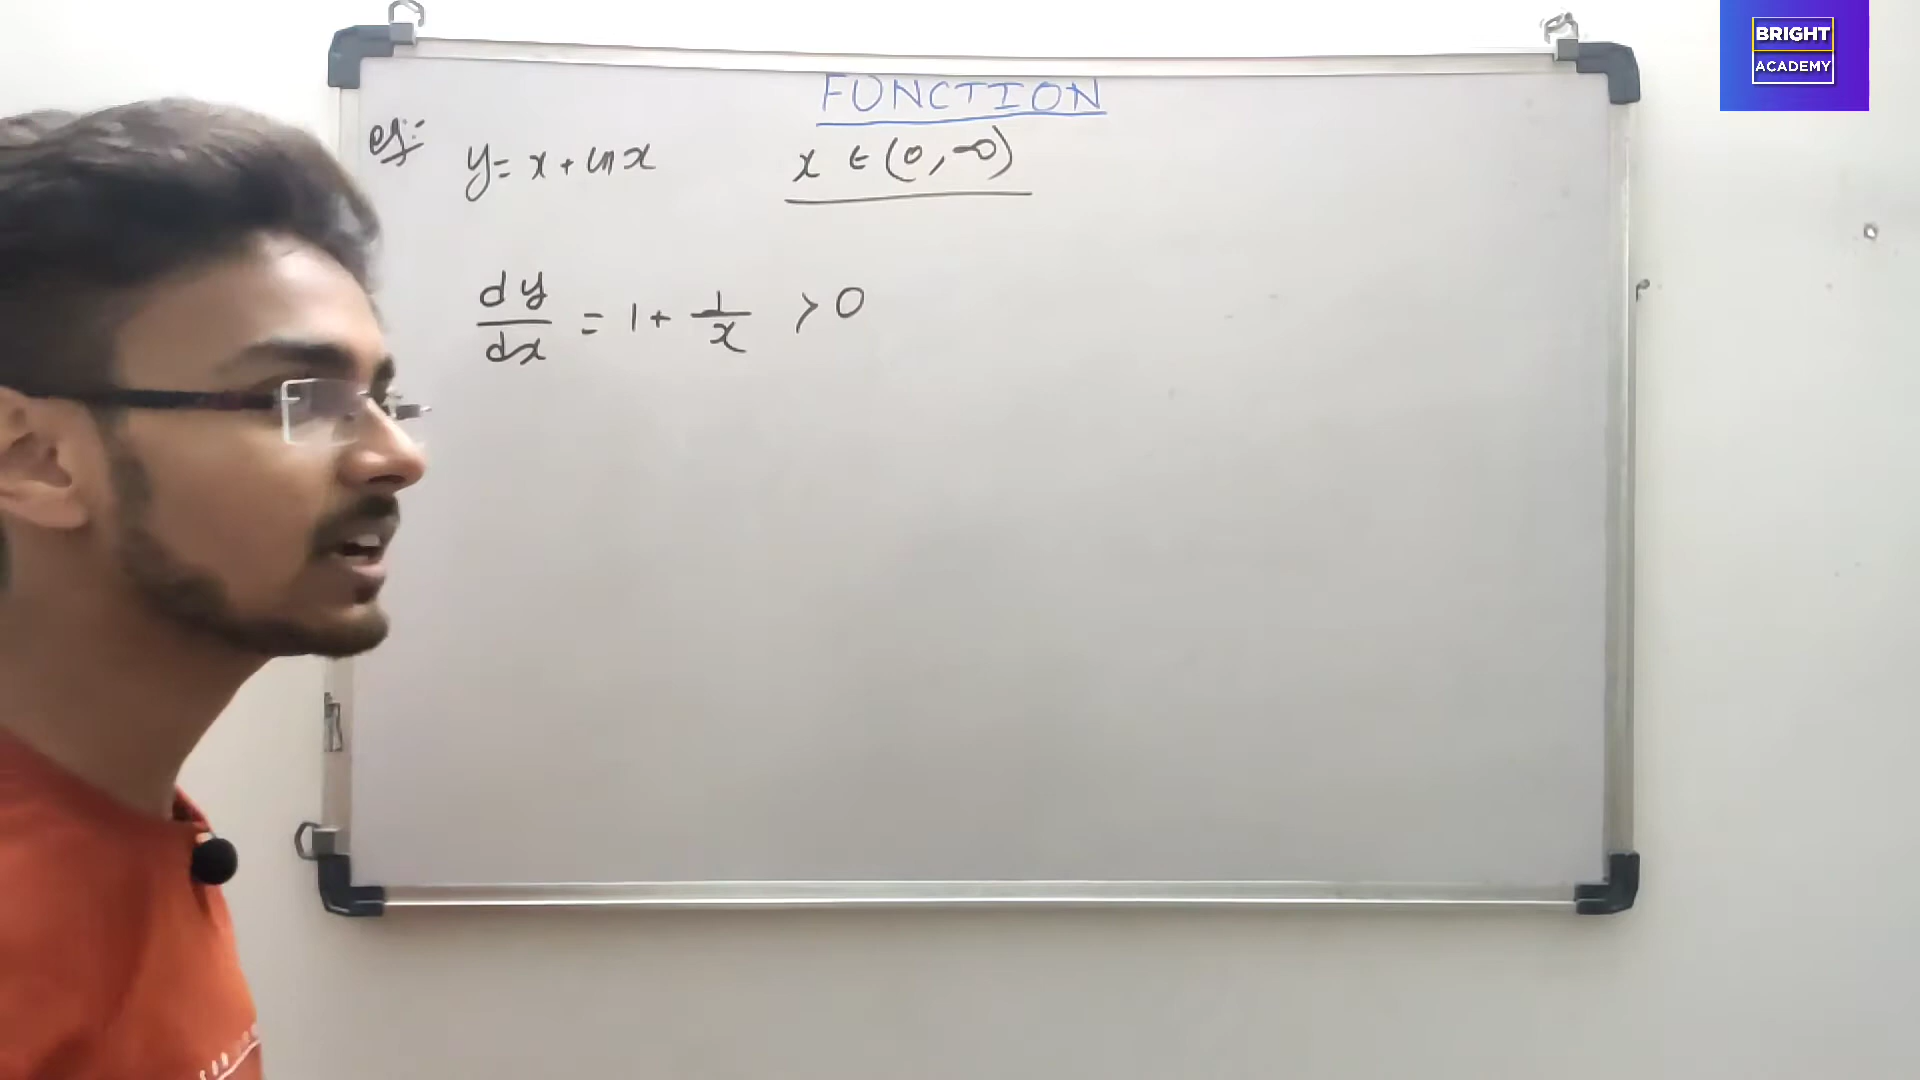 BRIGHT
ACADEMY
FUNCTION
eg:- y = x + ln x x ∈ (0, ∞)
dy/dx = 1 + 1/x > 0